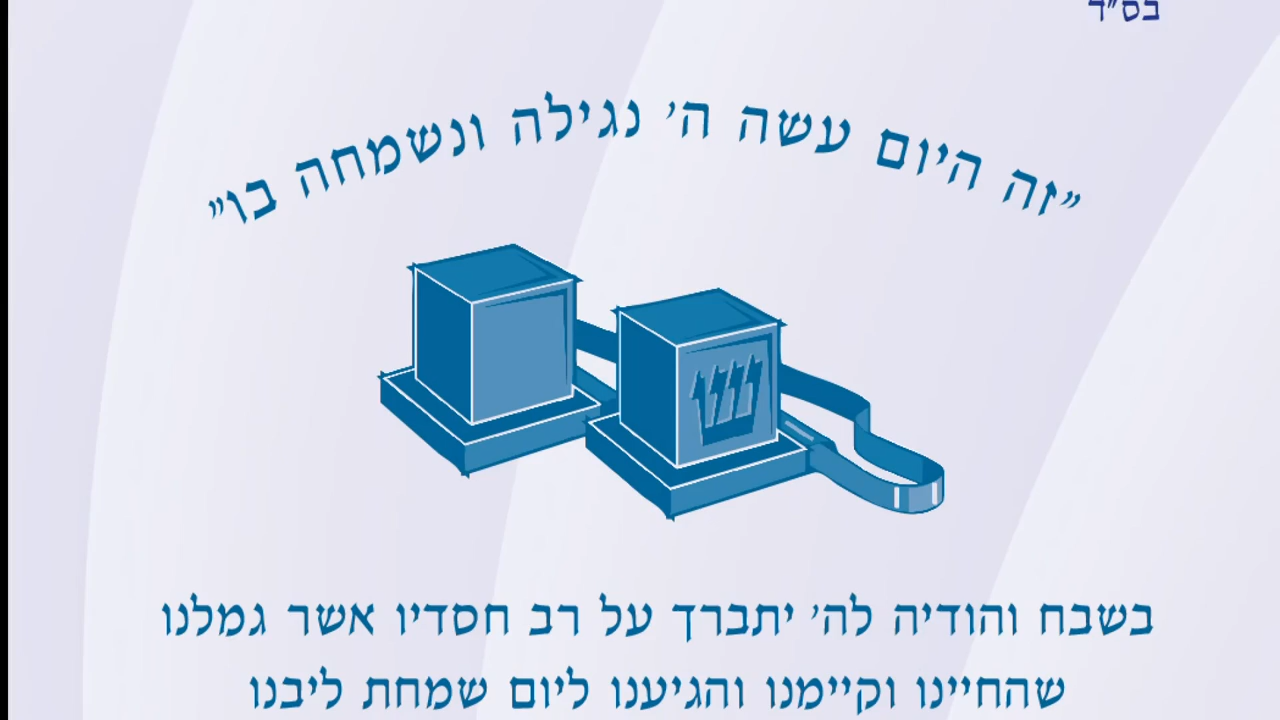 בס״ד
״זה היום עשה ה׳ נגילה ונשמחה בו״
ש
בשבח והודיה לה׳ יתברך על רב חסדיו אשר גמלנו
שהחיינו וקיימנו והגיענו ליום שמחת ליבנו